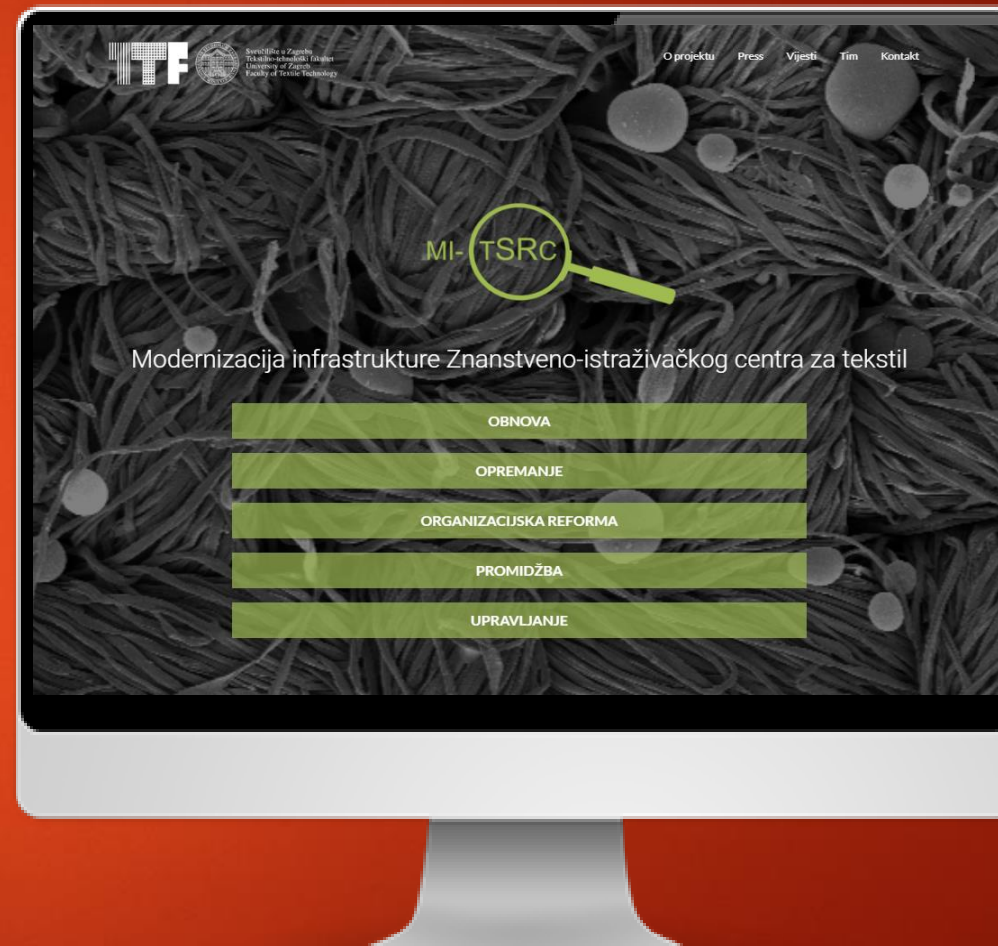 TTF
Sveučilište u Zagrebu
Tekstilno-tehnološki fakultet
University of Zagreb
Faculty of Textile Technology
O projektu Press Vijesti Tim Kontakt
MI-TSRC
Modernizacija infrastrukture Znanstveno-istraživačkog centra za tekstil
OBNOVA
OPREMANJE
ORGANIZACIJSKA REFORMA
PROMIDŽBA
UPRAVLJANJE